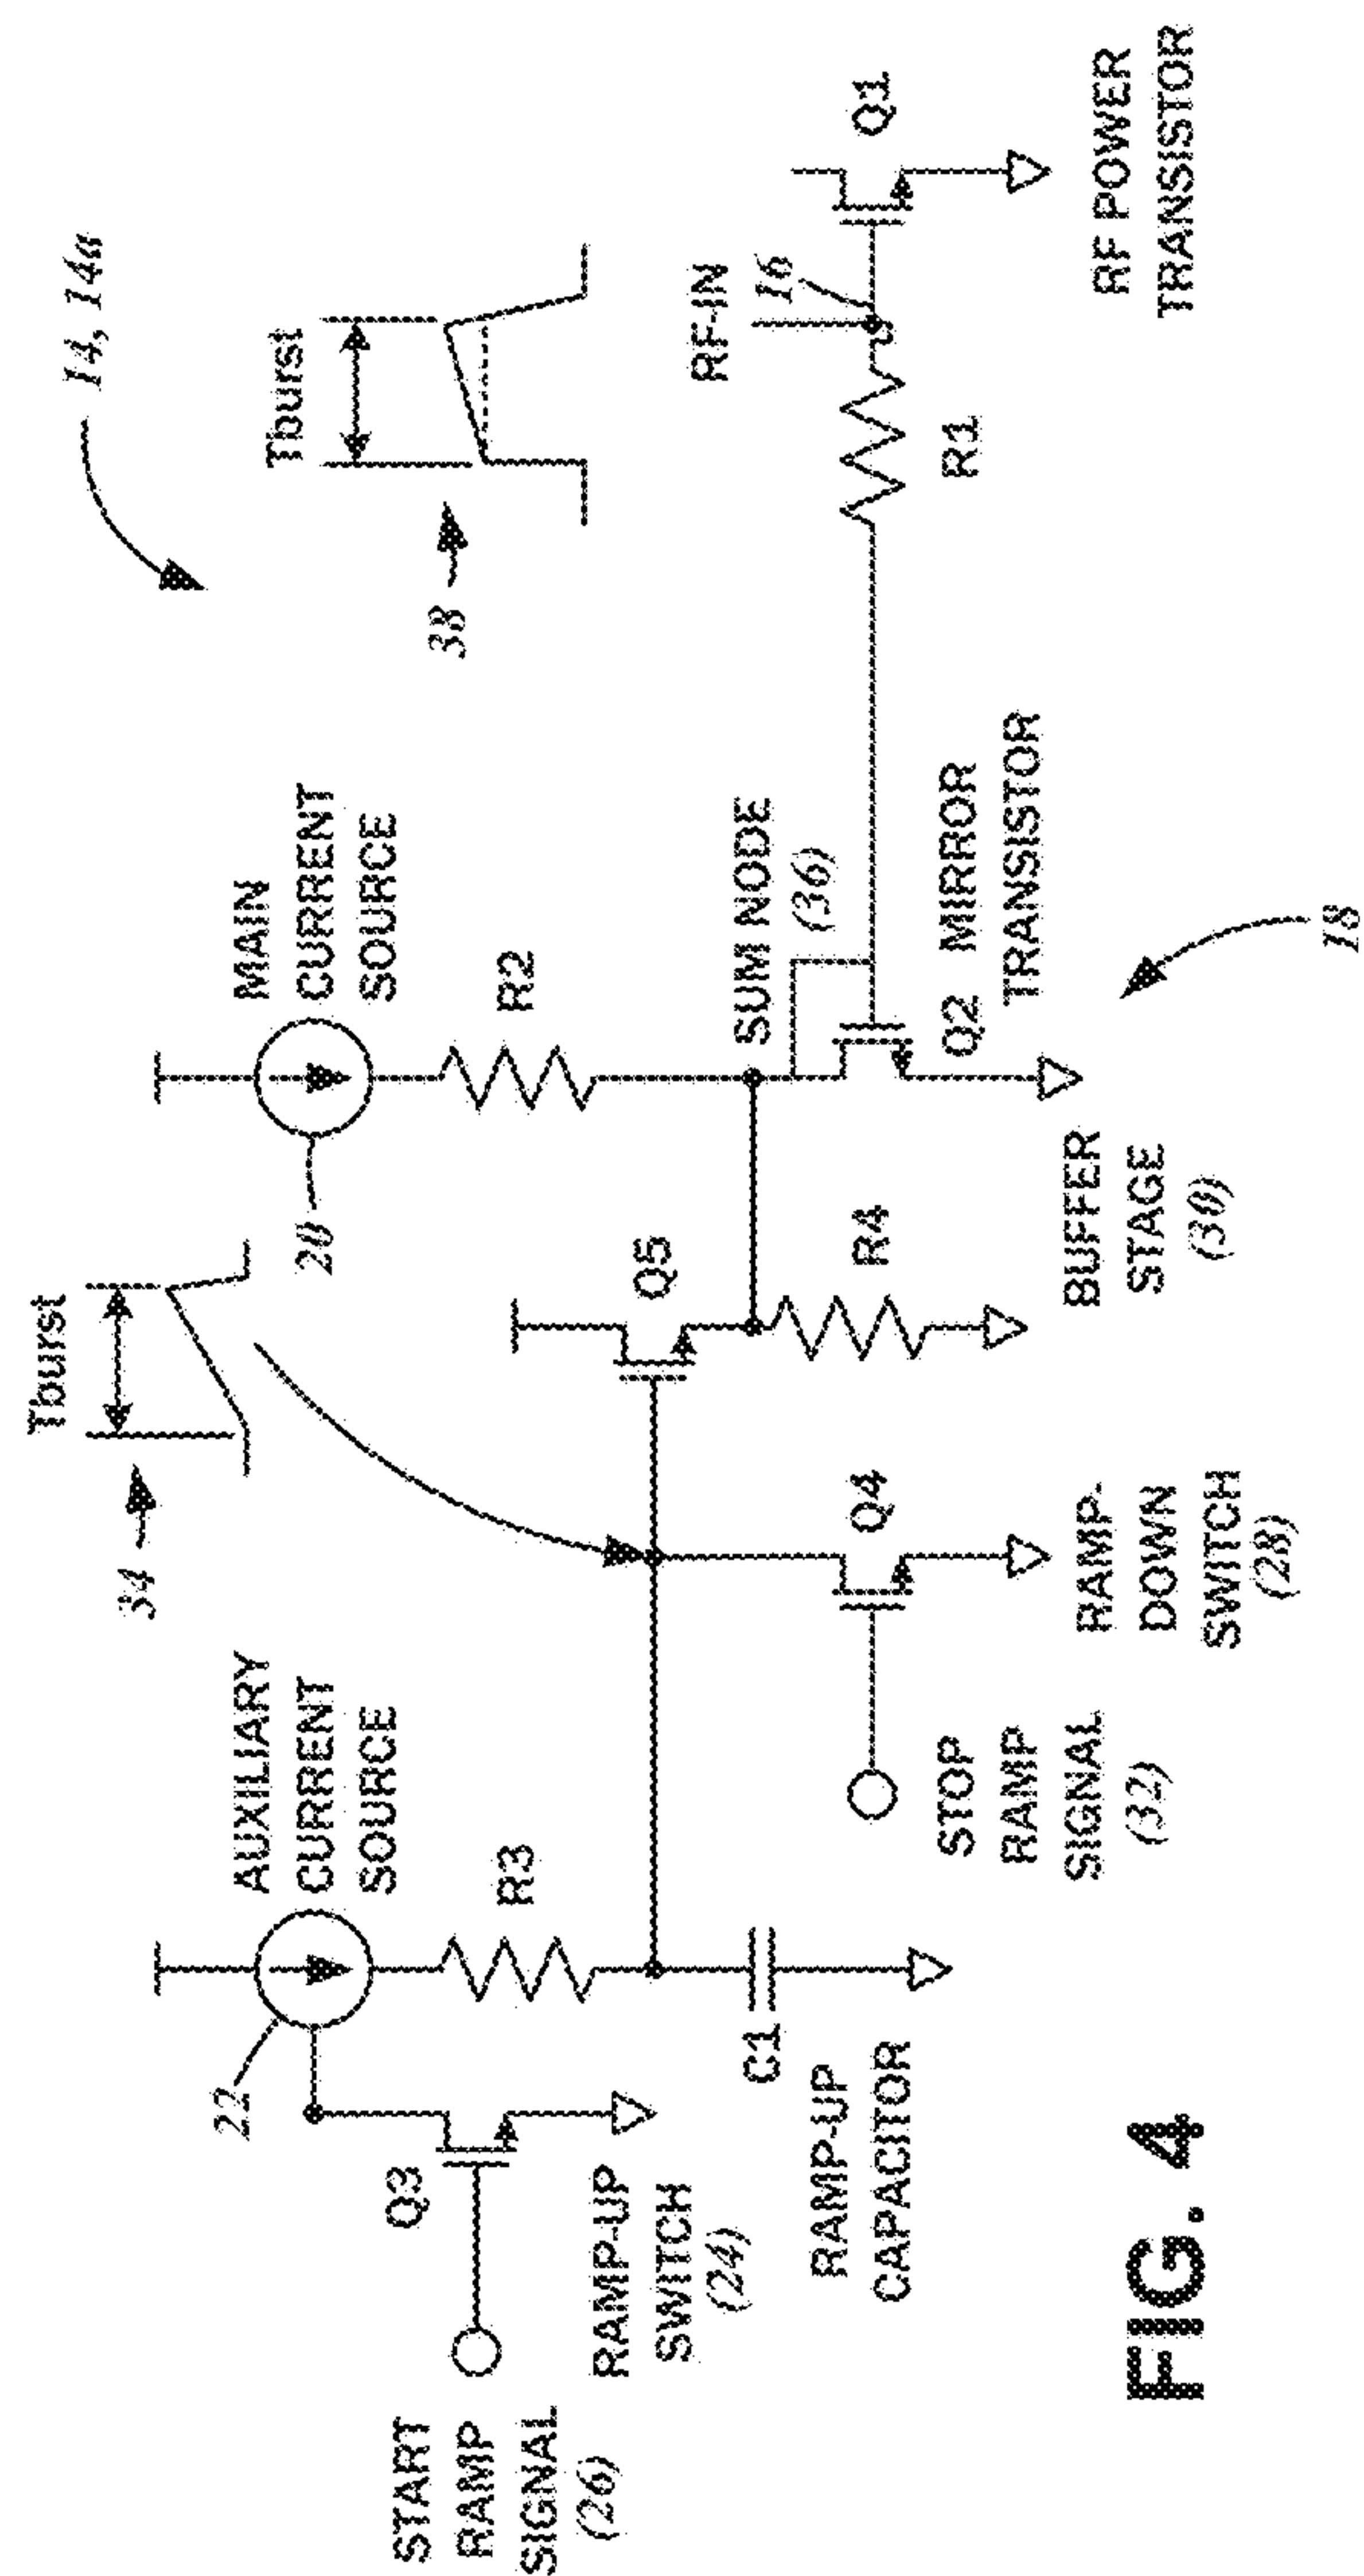 14, 14a
Tburst
34
Tburst
38
AUXILIARY
CURRENT
SOURCE
22
MAIN
CURRENT
SOURCE
20
R3
R2
Q3
START
RAMP
SIGNAL
(26)
RAMP-UP
SWITCH
(24)
C1
RAMP-UP
CAPACITOR
STOP
RAMP
SIGNAL
(32)
Q4
RAMP-
DOWN
SWITCH
(28)
Q5
R4
BUFFER
STAGE
(30)
SUM NODE
(36)
Q2 MIRROR
TRANSISTOR
18
R1
RF-IN
16
Q1
RF POWER
TRANSISTOR
FIG. 4